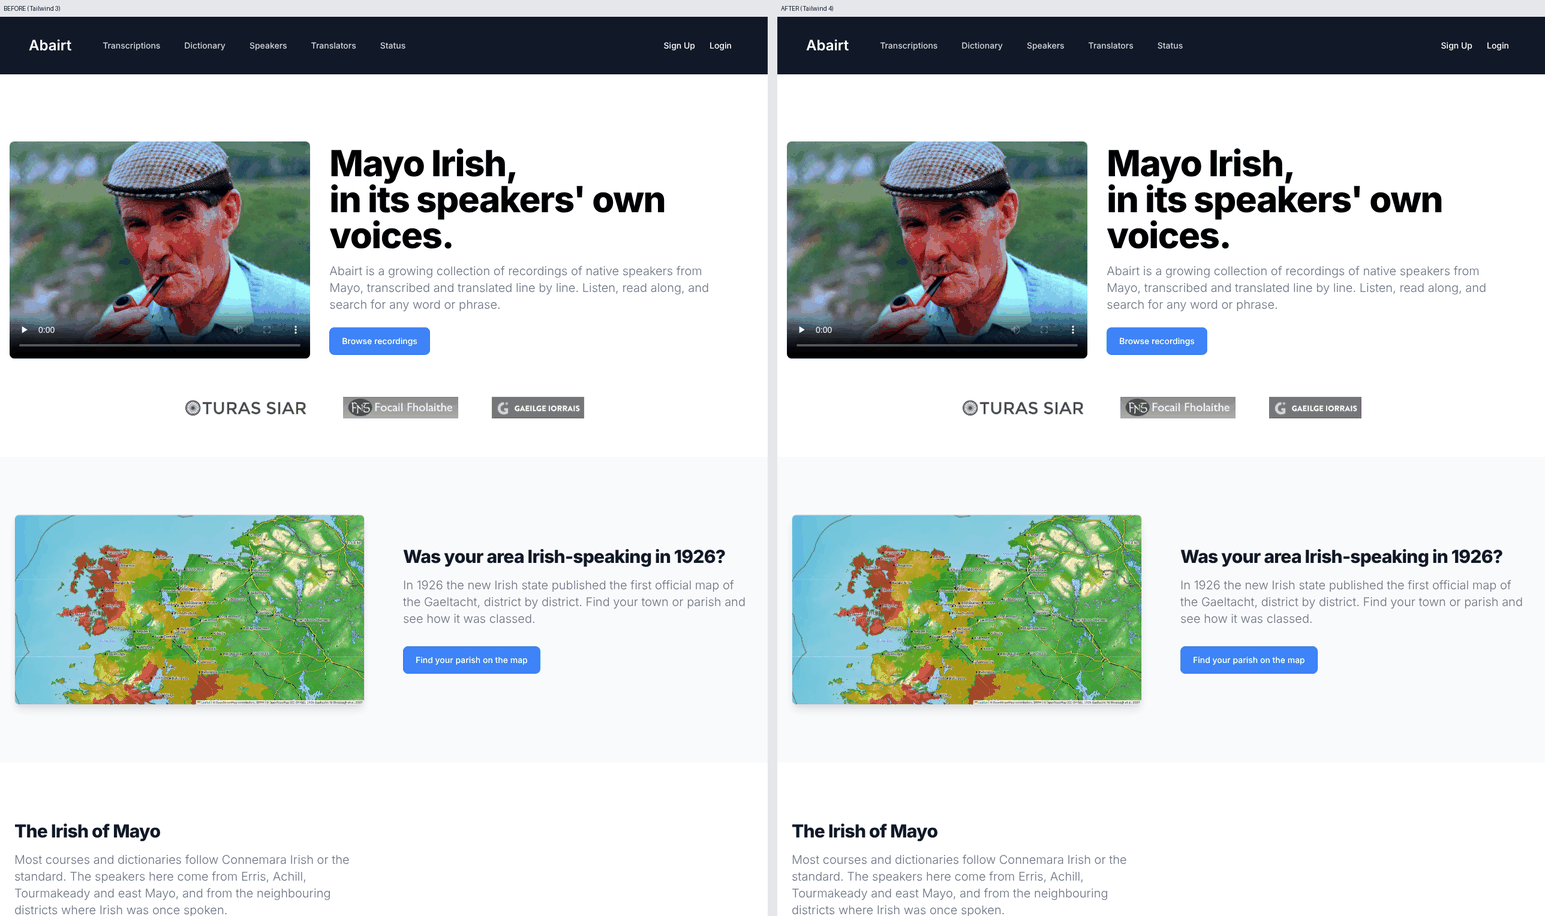 BEFORE (Tailwind 3)
Abairt Transcriptions Dictionary Speakers Translators Status Sign Up Login
0:00
Mayo Irish,
in its speakers' own
voices.
Abairt is a growing collection of recordings of native speakers from
Mayo, transcribed and translated line by line. Listen, read along, and
search for any word or phrase.
Browse recordings
TURAS SIAR FNS Focail Fholaithe G GAEILGE IORRAIS
Was your area Irish-speaking in 1926?
In 1926 the new Irish state published the first official map of
the Gaeltacht, district by district. Find your town or parish and
see how it was classed.
Find your parish on the map
The Irish of Mayo
Most courses and dictionaries follow Connemara Irish or the
standard. The speakers here come from Erris, Achill,
Tourmakeady and east Mayo, and from the neighbouring
districts where Irish was once spoken.
AFTER (Tailwind 4)
Abairt Transcriptions Dictionary Speakers Translators Status Sign Up Login
0:00
Mayo Irish,
in its speakers' own
voices.
Abairt is a growing collection of recordings of native speakers from
Mayo, transcribed and translated line by line. Listen, read along, and
search for any word or phrase.
Browse recordings
TURAS SIAR FNS Focail Fholaithe G GAEILGE IORRAIS
Was your area Irish-speaking in 1926?
In 1926 the new Irish state published the first official map of
the Gaeltacht, district by district. Find your town or parish and
see how it was classed.
Find your parish on the map
The Irish of Mayo
Most courses and dictionaries follow Connemara Irish or the
standard. The speakers here come from Erris, Achill,
Tourmakeady and east Mayo, and from the neighbouring
districts where Irish was once spoken.